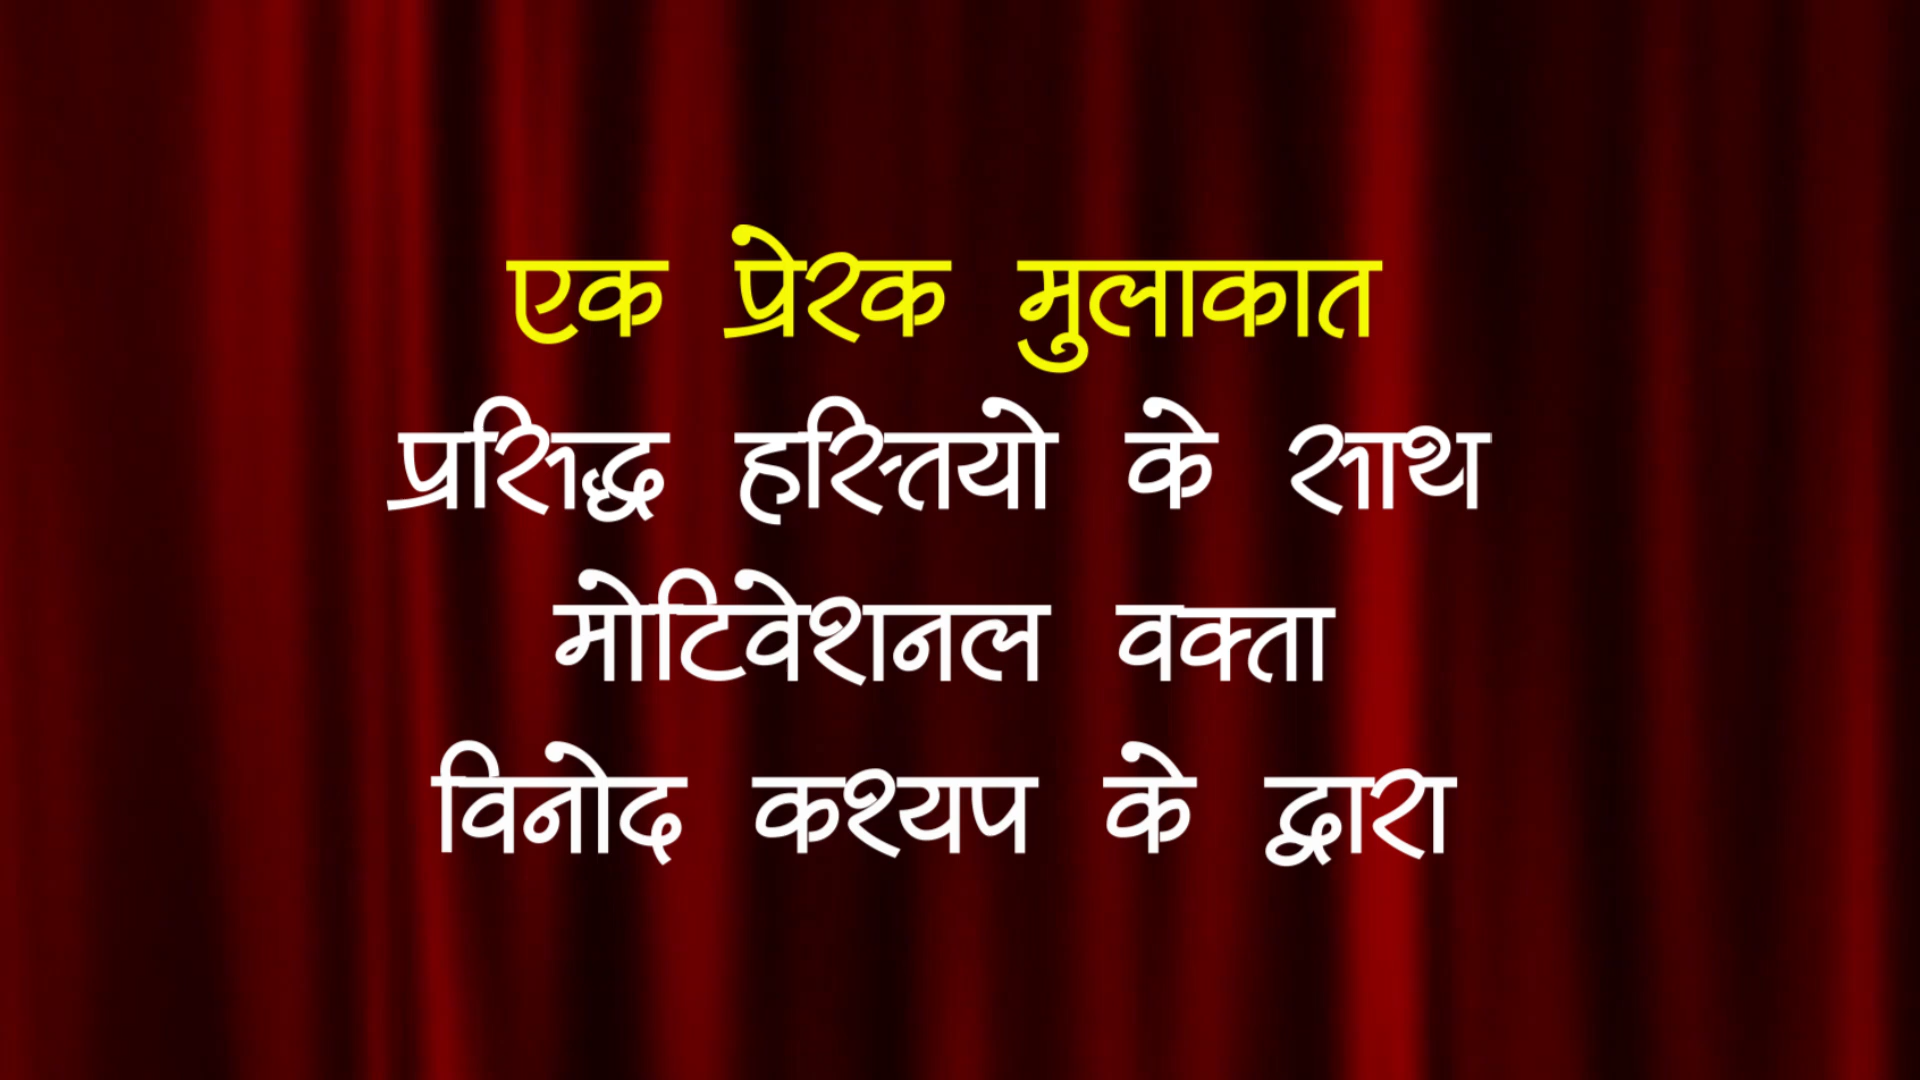 एक प्रेरक मुलाकात
प्रसिद्ध हस्तियो के साथ
मोटिवेशनल वक्ता
विनोद कश्यप के द्वारा